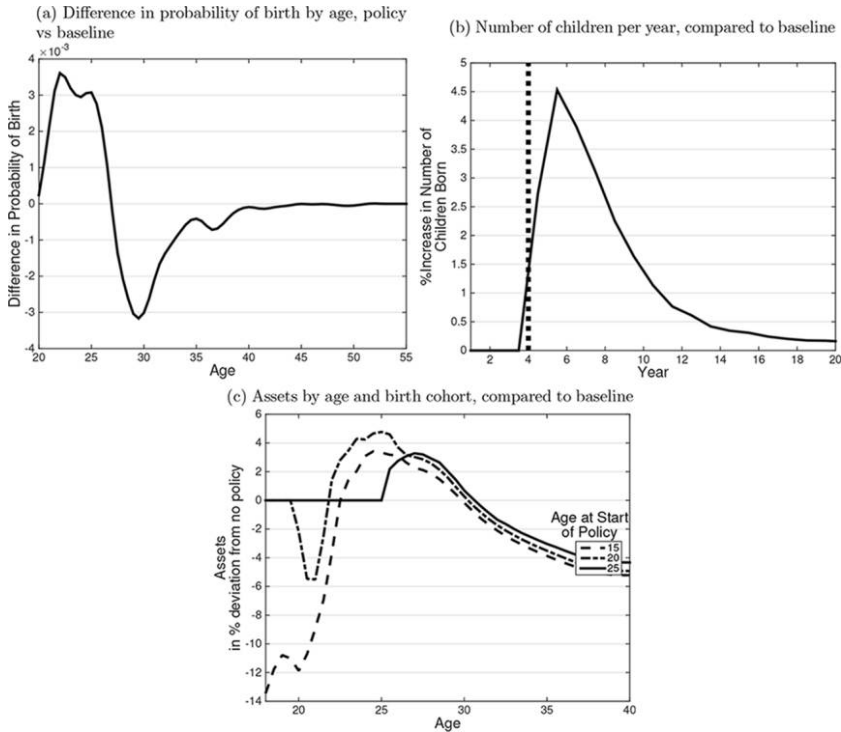 (a) Difference in probability of birth by age, policy
vs baseline
×10⁻³
4
3
2
1
0
-1
-2
-3
-4
Difference in Probability of Birth
20 25 30 35 40 45 50 55
Age
(b) Number of children per year, compared to baseline
5
4.5
4
3.5
3
2.5
2
1.5
1
0.5
0
%Increase in Number of
Children Born
2 4 6 8 10 12 14 16 18 20
Year
(c) Assets by age and birth cohort, compared to baseline
6
4
2
0
-2
-4
-6
-8
-10
-12
-14
Assets
in % deviation from no policy
Age at Start
of Policy
15
20
25
20 25 30 35 40
Age